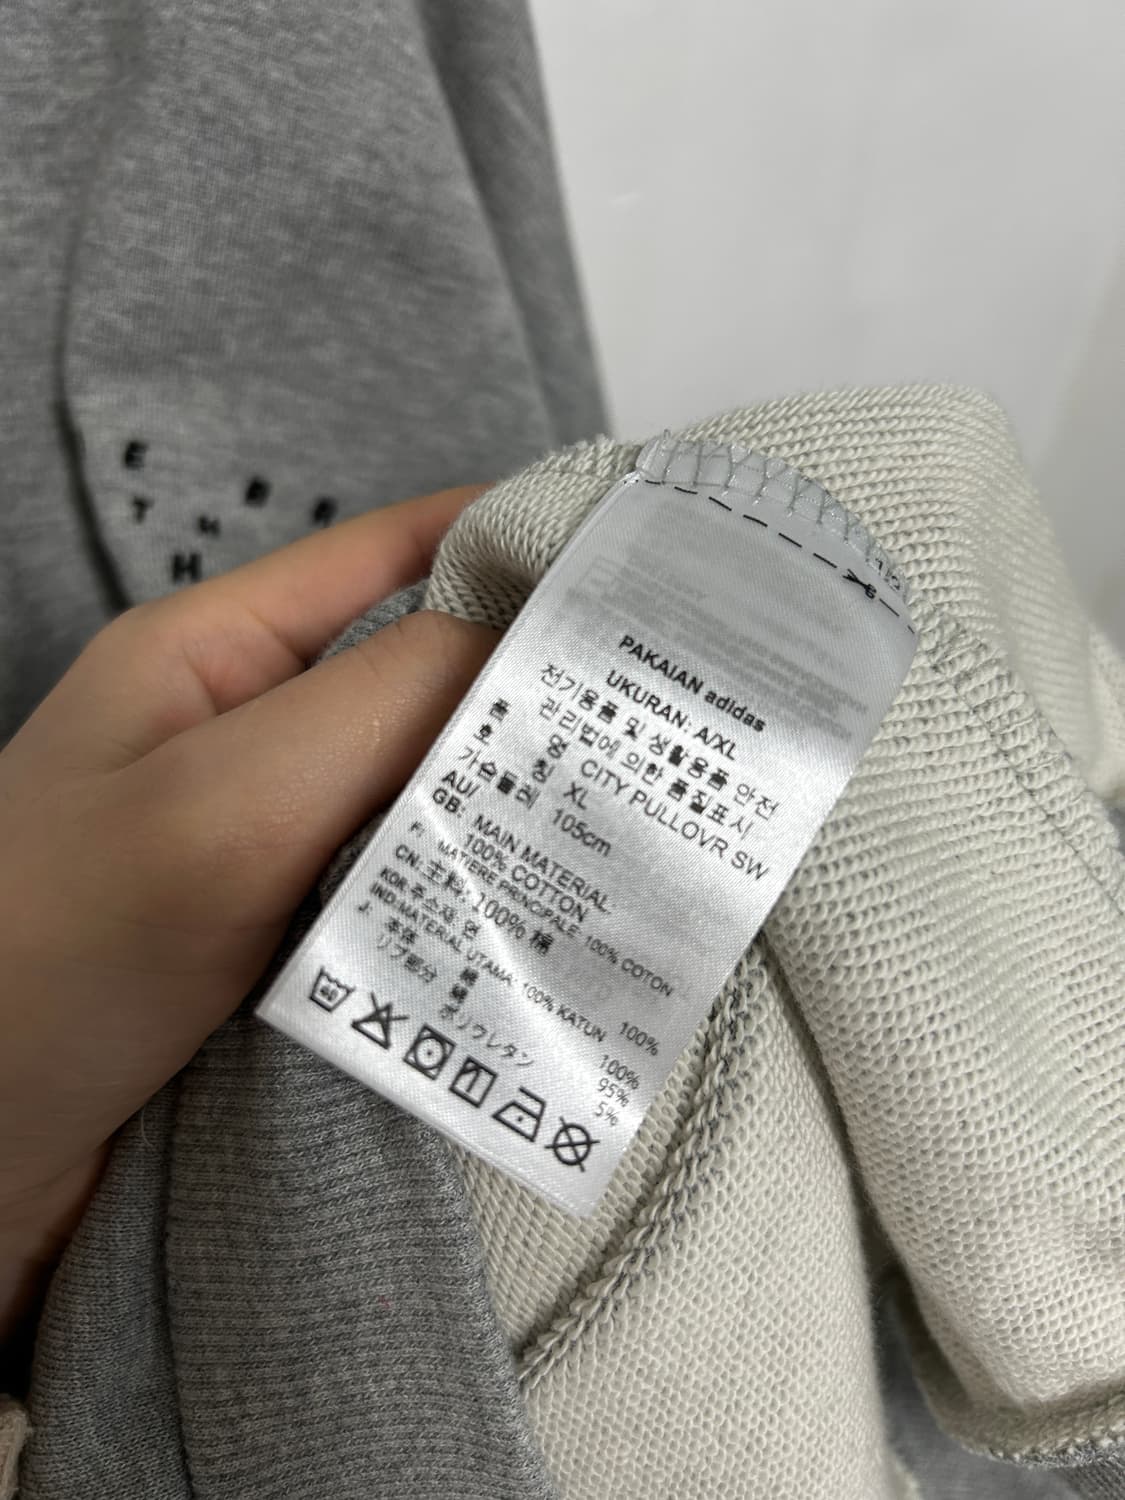 E B R
T H
H
PAKAIAN adidas
UKURAN: A/XL
전기용품 및 생활용품 안전
관리법에 의한 품질표시
품 명 CITY PULLOVR SW
호 칭 XL
가슴둘레 105cm
AU/
GB: MAIN MATERIAL
100% COTTON
F: MATIERE PRINCIPALE: 100% COTON
CN: 主料: 100% 棉
KOR: 주소재, 면 100%
IND: MATERIAL UTAMA: 100% KATUN
J: 本体 綿 100%
リブ部分 綿 95%
ポリウレタン 5%